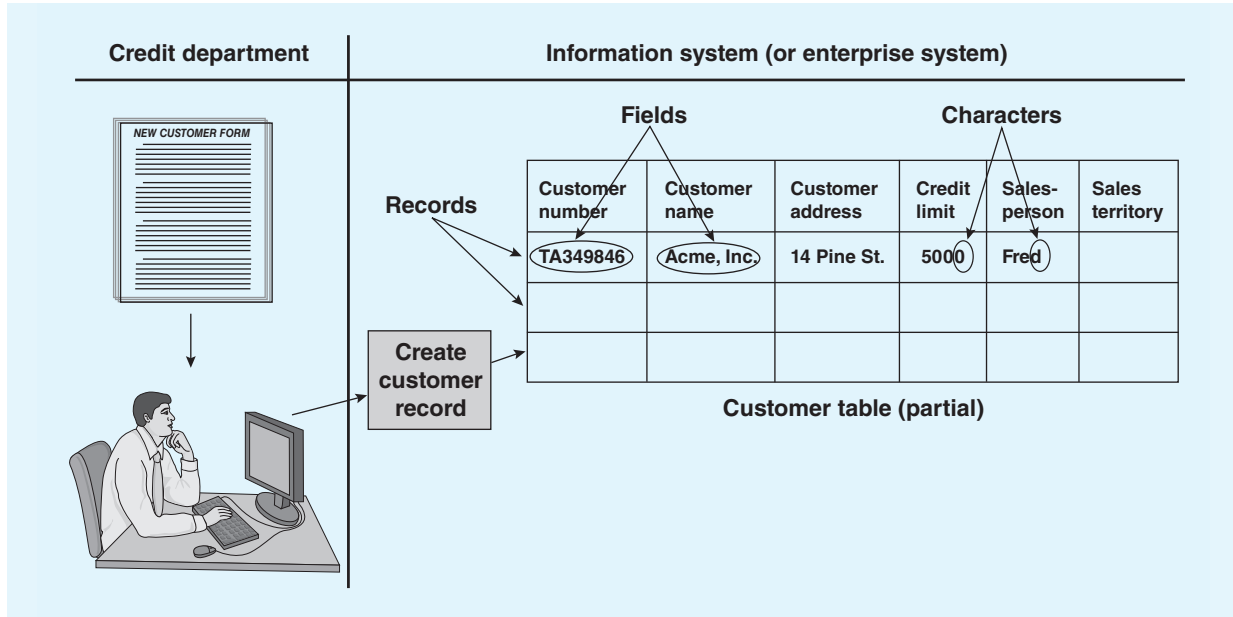 Credit department
Information system (or enterprise system)
NEW CUSTOMER FORM
Fields
Characters
Records
Customer number
Customer name
Customer address
Credit limit
Sales-person
Sales territory
TA349846
Acme, Inc.
14 Pine St.
5000
Fred
Create
customer
record
Customer table (partial)